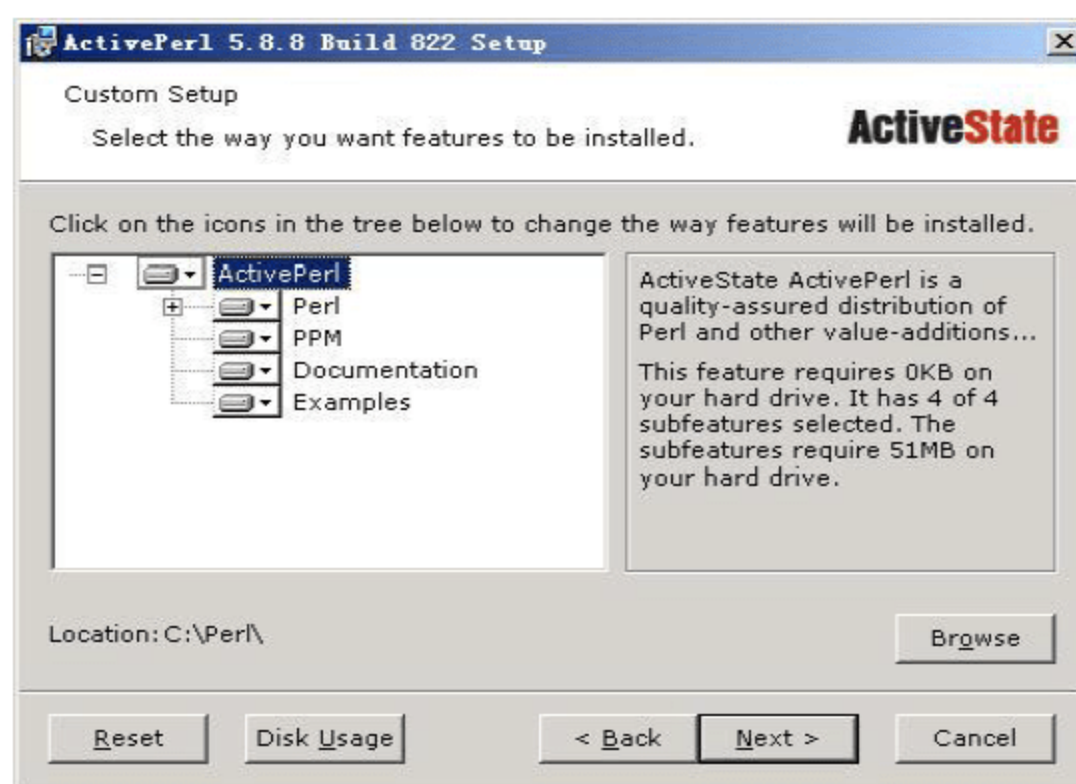 ActivePerl 5.8.8 Build 822 Setup
Custom Setup
Select the way you want features to be installed.
ActiveState
Click on the icons in the tree below to change the way features will be installed.
ActivePerl
Perl
PPM
Documentation
Examples
ActiveState ActivePerl is a
quality-assured distribution of
Perl and other value-additions...
This feature requires 0KB on
your hard drive. It has 4 of 4
subfeatures selected. The
subfeatures require 51MB on
your hard drive.
Location: C:\Perl\
Browse
Reset
Disk Usage
< Back
Next >
Cancel